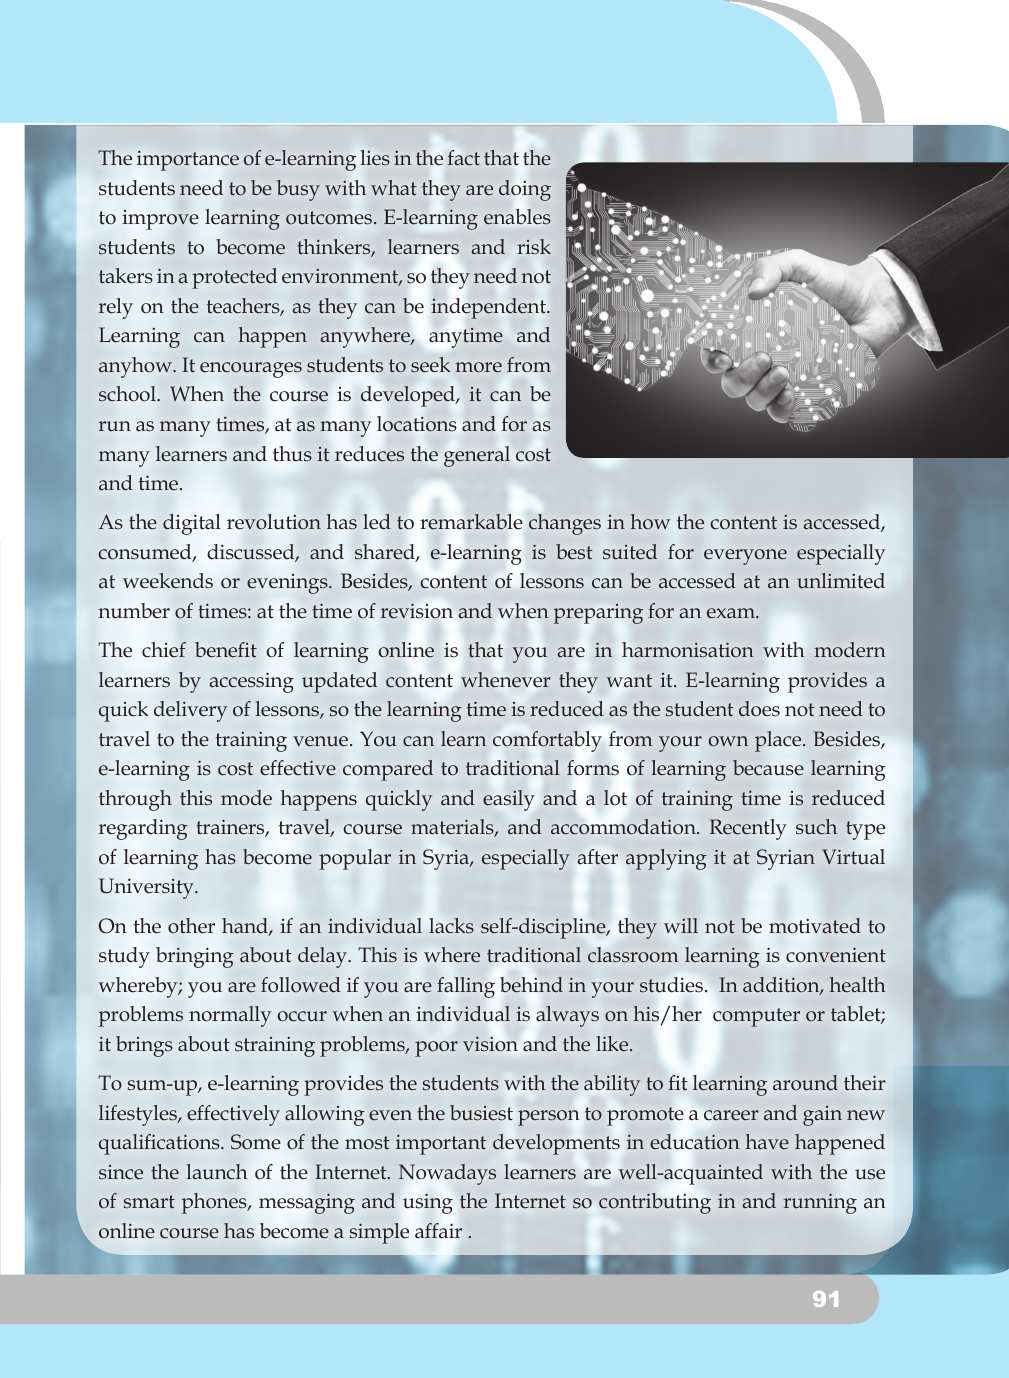 The importance of e-learning lies in the fact that the
students need to be busy with what they are doing
to improve learning outcomes. E-learning enables
students to become thinkers, learners and risk
takers in a protected environment, so they need not
rely on the teachers, as they can be independent.
Learning can happen anywhere, anytime and
anyhow. It encourages students to seek more from
school. When the course is developed, it can be
run as many times, at as many locations and for as
many learners and thus it reduces the general cost
and time.
As the digital revolution has led to remarkable changes in how the content is accessed,
consumed, discussed, and shared, e-learning is best suited for everyone especially
at weekends or evenings. Besides, content of lessons can be accessed at an unlimited
number of times: at the time of revision and when preparing for an exam.
The chief benefit of learning online is that you are in harmonisation with modern
learners by accessing updated content whenever they want it. E-learning provides a
quick delivery of lessons, so the learning time is reduced as the student does not need to
travel to the training venue. You can learn comfortably from your own place. Besides,
e-learning is cost effective compared to traditional forms of learning because learning
through this mode happens quickly and easily and a lot of training time is reduced
regarding trainers, travel, course materials, and accommodation. Recently such type
of learning has become popular in Syria, especially after applying it at Syrian Virtual
University.
On the other hand, if an individual lacks self-discipline, they will not be motivated to
study bringing about delay. This is where traditional classroom learning is convenient
whereby; you are followed if you are falling behind in your studies.  In addition, health
problems normally occur when an individual is always on his/her  computer or tablet;
it brings about straining problems, poor vision and the like.
To sum-up, e-learning provides the students with the ability to fit learning around their
lifestyles, effectively allowing even the busiest person to promote a career and gain new
qualifications. Some of the most important developments in education have happened
since the launch of the Internet. Nowadays learners are well-acquainted with the use
of smart phones, messaging and using the Internet so contributing in and running an
online course has become a simple affair .
91